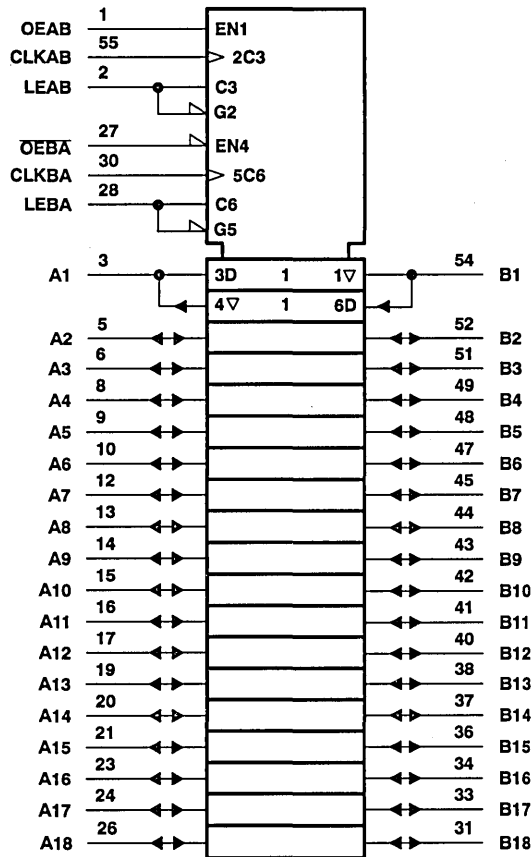 OEAB 1 EN1
CLKAB 55 2C3
LEAB 2 C3
G2
OEBA 27 EN4
CLKBA 30 5C6
LEBA 28 C6
G5
A1 3 3D 1 1▽ 54 B1
4▽ 1 6D
A2 5 52 B2
A3 6 51 B3
A4 8 49 B4
A5 9 48 B5
A6 10 47 B6
A7 12 45 B7
A8 13 44 B8
A9 14 43 B9
A10 15 42 B10
A11 16 41 B11
A12 17 40 B12
A13 19 38 B13
A14 20 37 B14
A15 21 36 B15
A16 23 34 B16
A17 24 33 B17
A18 26 31 B18